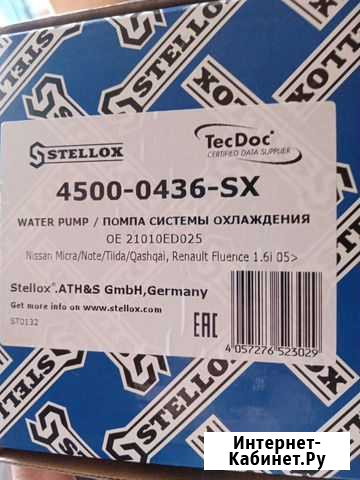 STELLOX
STELLOX
STELLOX
TecDoc
CERTIFIED DATA SUPPLIER
4500-0436-SX
WATER PUMP / ПОМПА СИСТЕМЫ ОХЛАЖДЕНИЯ
OE 21010ED025
Nissan Micra/Note/Tiida/Qashqai, Renault Fluence 1.6i 05>
Stellox®.ATH&S GmbH,Germany
Get more info on www.stellox.com
ST0132
EAC
4 057276 523029
Интернет-
Кабинет.Ру